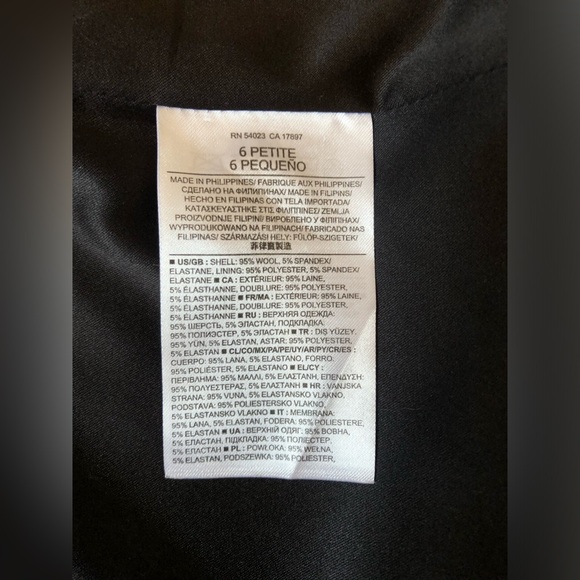 RN 54023 CA 17897
6 PETITE
6 PEQUEÑO
MADE IN PHILIPPINES/ FABRIQUE AUX PHILIPPINES/
СДЕЛАНО НА ФИЛИПИНАХ/ MADE IN FILIPINS/
HECHO EN FILIPINAS CON TELA IMPORTADA/
ΚΑΤΑΣΚΕΥΑΣΤΗΚΕ ΣΤΙΣ ΦΙΛΙΠΠΙΝΕΣ/ ZEMLJA
PROIZVODNJE FILIPINI/ ВИРОБЛЕНО У ФІЛІПІНАХ/
WYPRODUKOWANO NA FILIPINACH/ FABRICADO NAS
FILIPINAS/ SZÁRMAZÁSI HELY: FÜLÖP-SZIGETEK/
菲律賓製造
■ US/GB : SHELL: 95% WOOL, 5% SPANDEX/
ELASTANE, LINING: 95% POLYESTER, 5% SPANDEX/
ELASTANE ■ CA : EXTÉRIEUR: 95% LAINE,
5% ÉLASTHANNE, DOUBLURE: 95% POLYESTER,
5% ÉLASTHANNE ■ FR/MA : EXTÉRIEUR: 95% LAINE,
5% ÉLASTHANNE, DOUBLURE: 95% POLYESTER,
5% ÉLASTHANNE ■ RU : ВЕРХНЯЯ ОДЕЖДА:
95% ШЕРСТЬ, 5% ЭЛАСТАН, ПОДКЛАДКА:
95% ПОЛИЭСТЕР, 5% ЭЛАСТАН ■ TR : DIŞ YÜZEY:
95% YÜN, 5% ELASTAN, ASTAR: 95% POLYESTER,
5% ELASTAN ■ CL/CO/MX/PA/PE/UY/AR/PY/CR/ES :
CUERPO: 95% LANA, 5% ELASTANO, FORRO:
95% POLIÉSTER, 5% ELASTANO ■ EL/CY :
ΠΕΡΙΒΛΗΜΑ: 95% ΜΑΛΛΙ, 5% ΕΛΑΣΤΑΝΗ, ΕΠΕΝΔΥΣΗ:
95% ΠΟΛΥΕΣΤΕΡΑΣ, 5% ΕΛΑΣΤΑΝΗ ■ HR : VANJSKA
STRANA: 95% VUNA, 5% ELASTANSKO VLAKNO,
PODSTAVA: 95% POLIESTERSKO VLAKNO,
5% ELASTANSKO VLAKNO ■ IT : MEMBRANA:
95% LANA, 5% ELASTAN, FODERA: 95% POLIESTERE,
5% ELASTAN ■ UA : ВЕРХНІЙ ОДЯГ: 95% ВОВНА,
5% ЕЛАСТАН, ПІДКЛАДКА: 95% ПОЛІЕСТЕР,
5% ЕЛАСТАН ■ PL : POWŁOKA: 95% WEŁNA,
5% ELASTAN, PODSZEWKA: 95% POLIESTER,